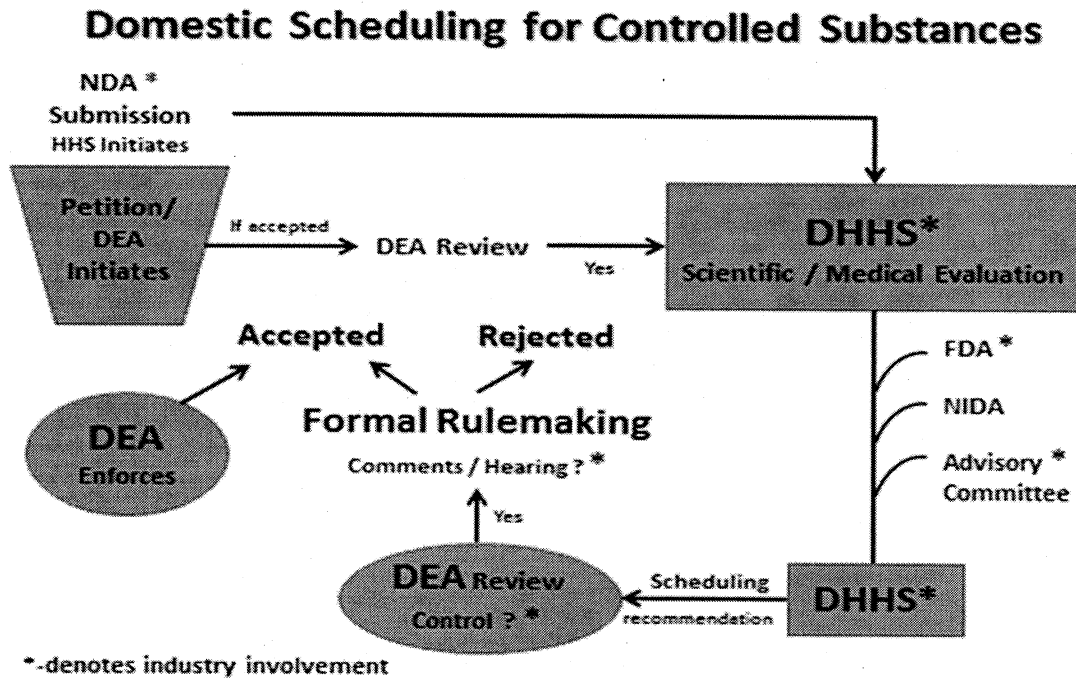 Domestic Scheduling for Controlled Substances
NDA *
Submission
HHS Initiates
Petition/
DEA
Initiates
If accepted
DEA Review
Yes
DHHS*
Scientific / Medical Evaluation
FDA *
NIDA
Advisory *
Committee
DHHS*
Scheduling
recommendation
DEA Review
Control ? *
Yes
Formal Rulemaking
Comments / Hearing ? *
Accepted
Rejected
DEA
Enforces
*-denotes industry involvement